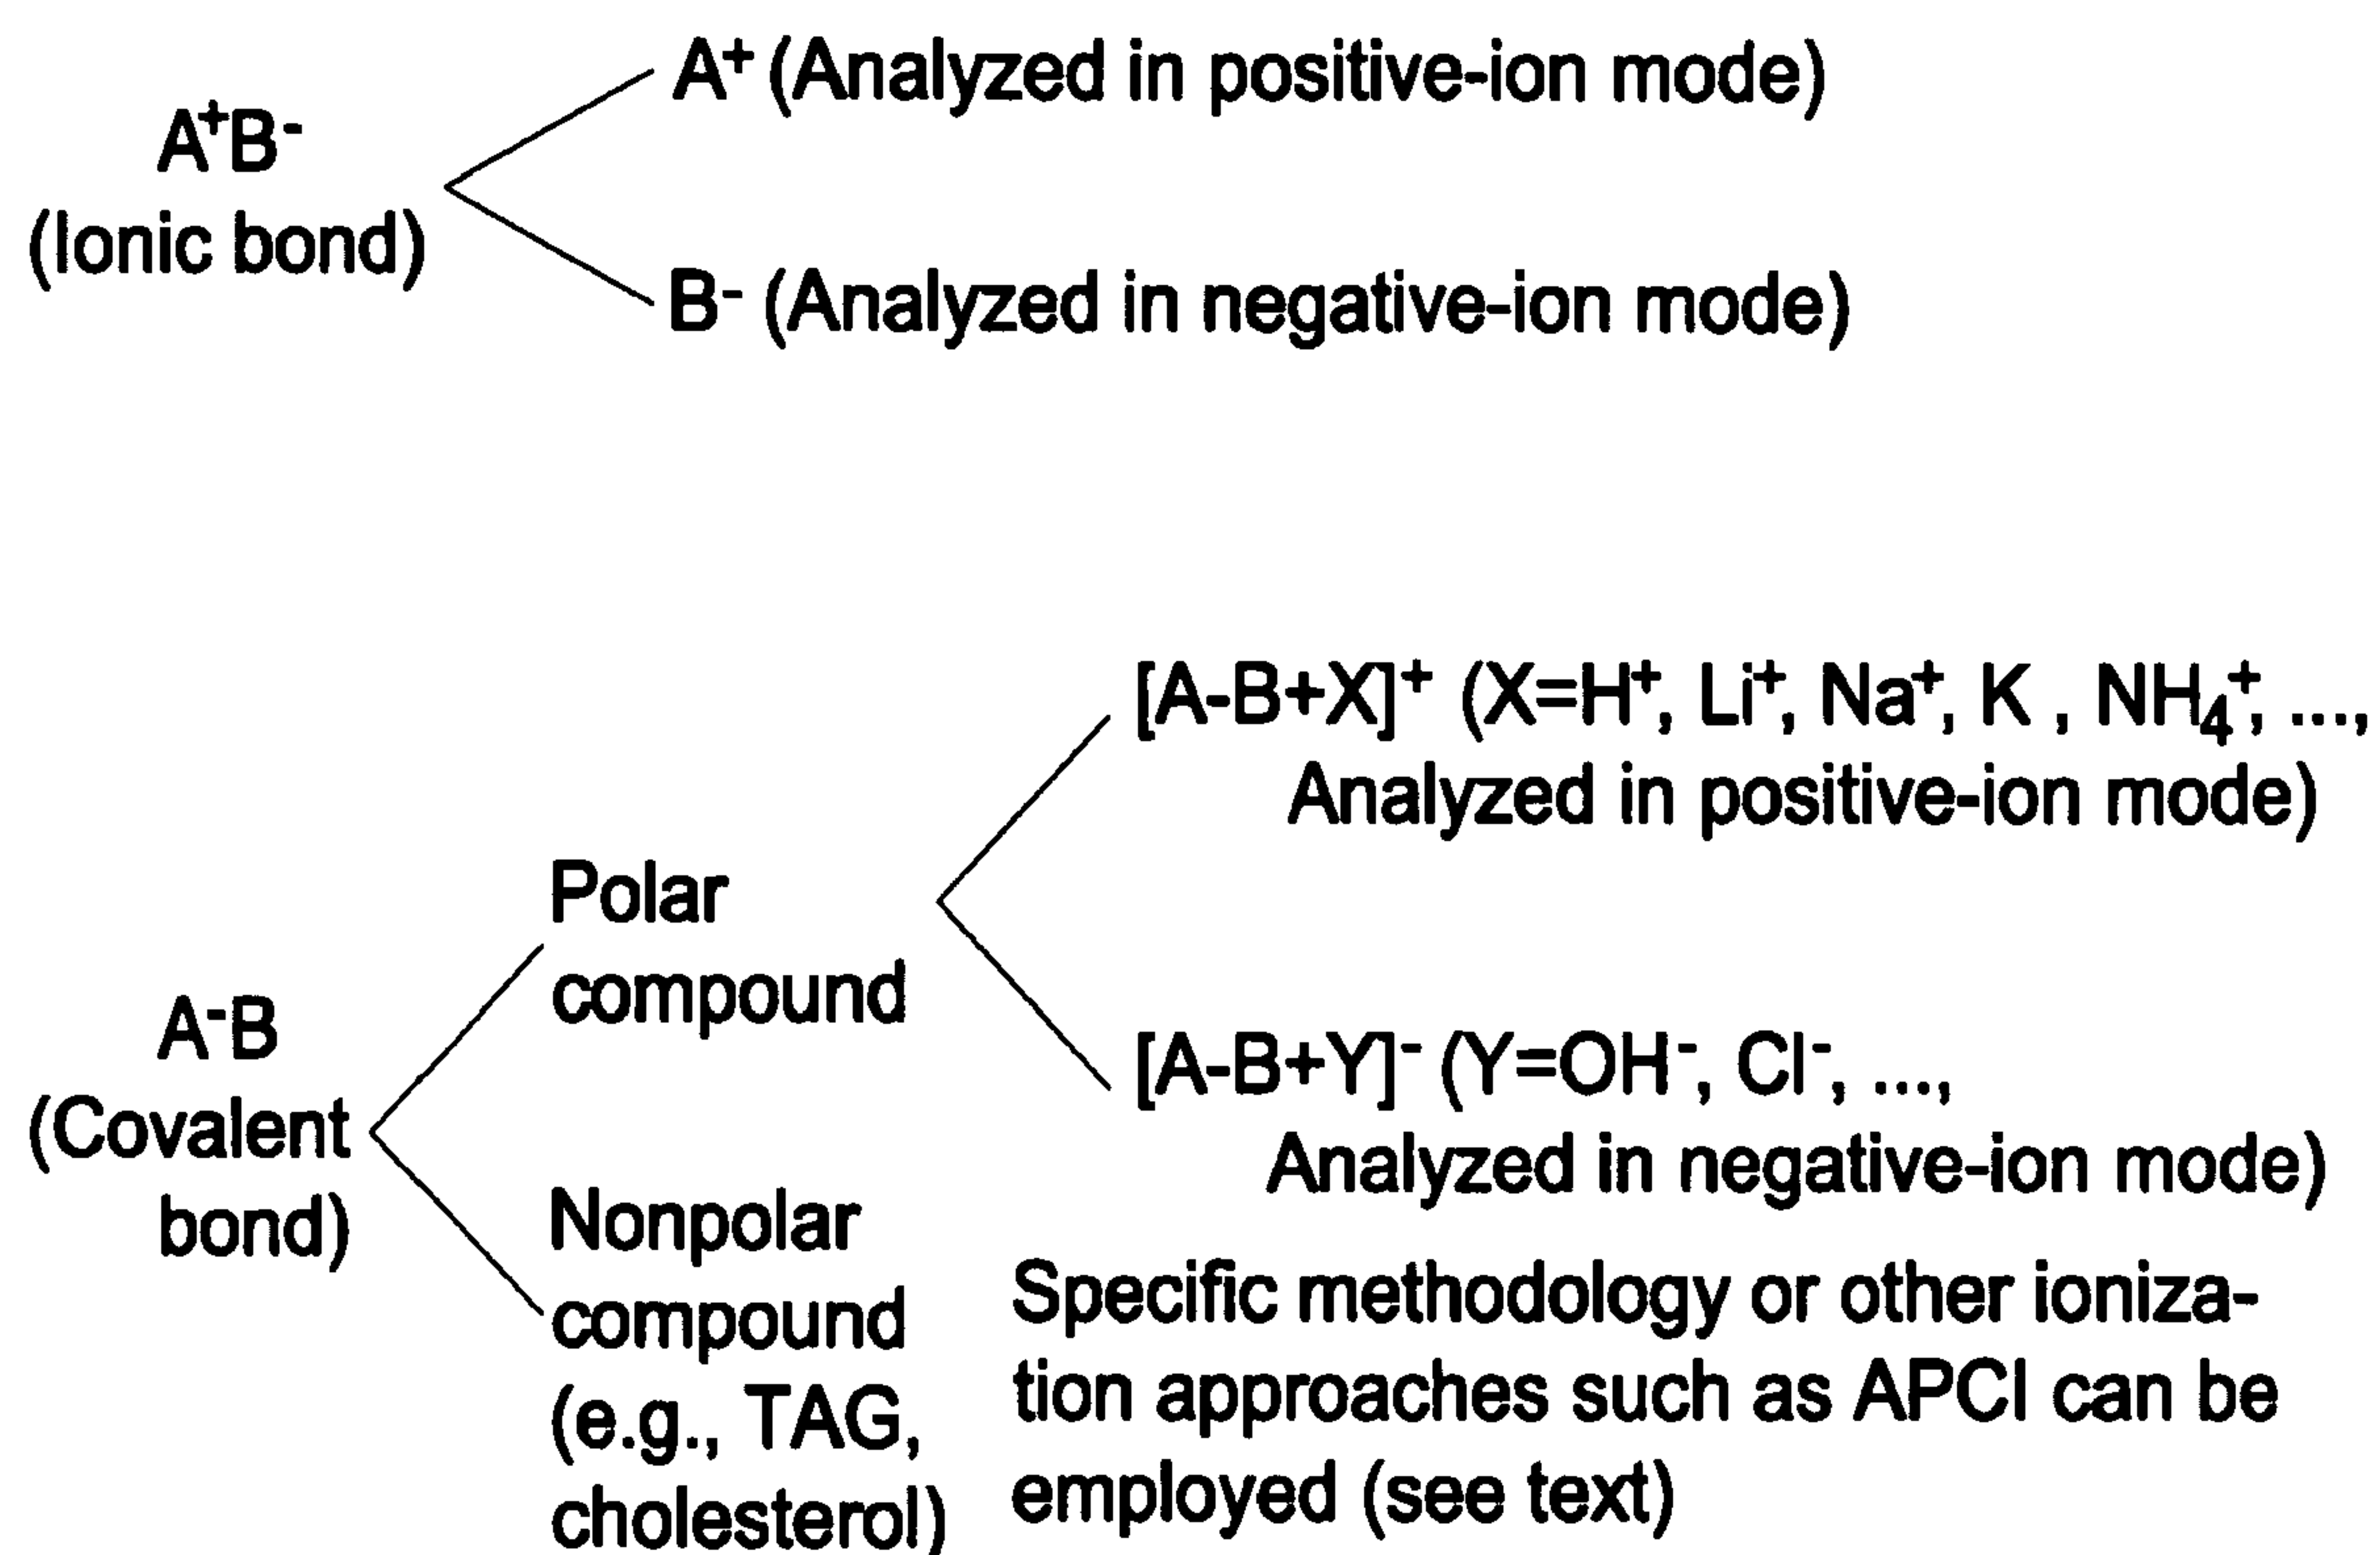 A⁺ (Analyzed in positive-ion mode)
A⁺B⁻
(Ionic bond)
B⁻ (Analyzed in negative-ion mode)
[A-B+X]⁺ (X=H⁺, Li⁺, Na⁺, K , NH₄⁺, ...,
Analyzed in positive-ion mode)
Polar
compound
A-B
(Covalent
bond)
[A-B+Y]⁻ (Y=OH⁻, Cl⁻, ...,
Analyzed in negative-ion mode)
Nonpolar
compound
(e.g., TAG,
cholesterol)
Specific methodology or other ioniza-
tion approaches such as APCI can be
employed (see text)